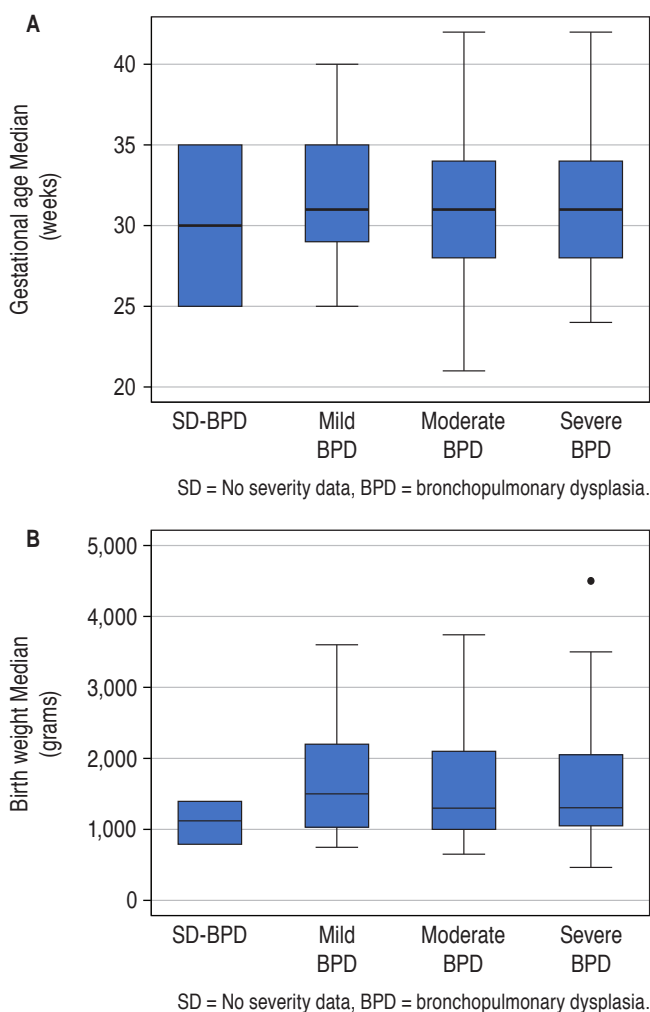 A
Gestational age Median
(weeks)
40
35
30
25
20
SD-BPD
Mild
BPD
Moderate
BPD
Severe
BPD
SD = No severity data, BPD = bronchopulmonary dysplasia.
B
Birth weight Median
(grams)
5,000
4,000
3,000
2,000
1,000
0
SD-BPD
Mild
BPD
Moderate
BPD
Severe
BPD
SD = No severity data, BPD = bronchopulmonary dysplasia.